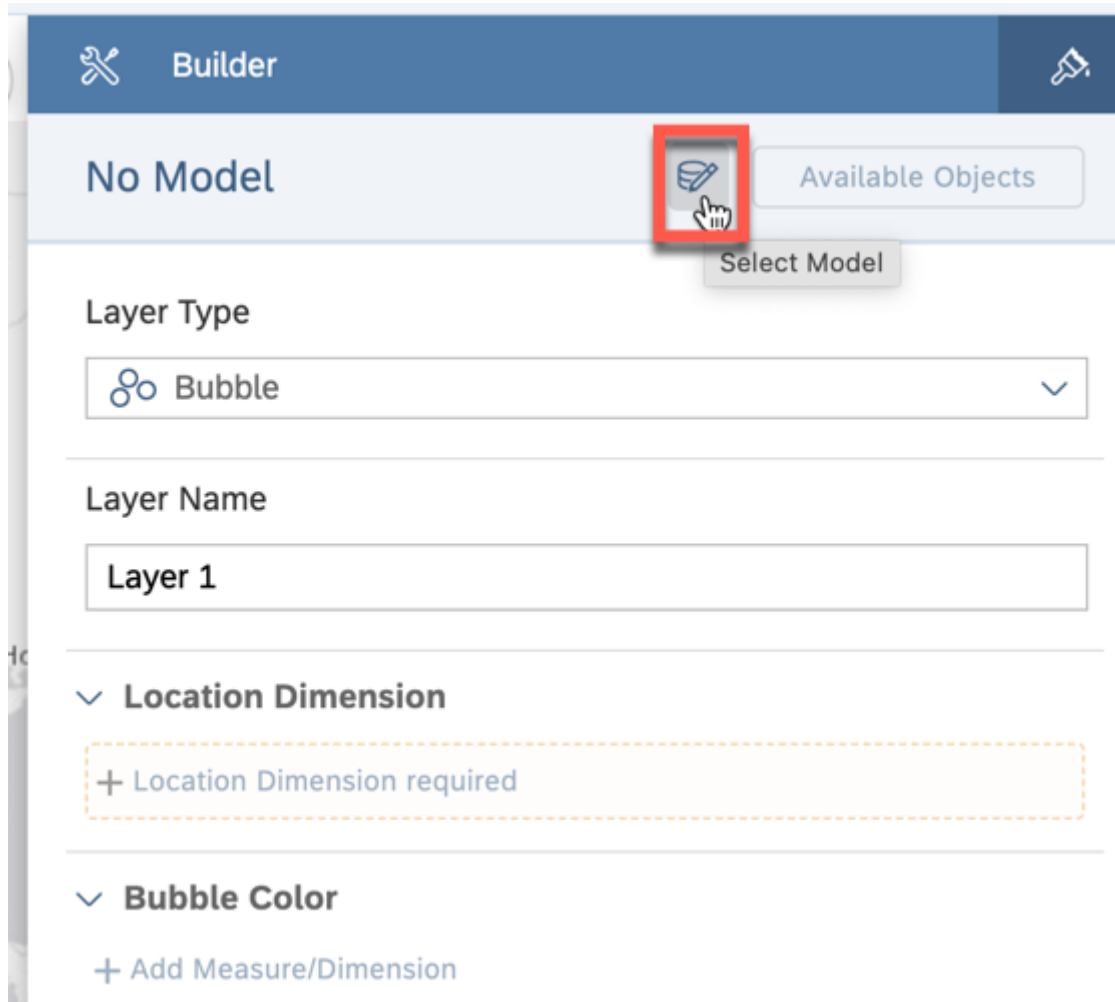 Builder
No Model
Available Objects
Select Model
Layer Type
Bubble
Layer Name
Layer 1
Location Dimension
+ Location Dimension required
Bubble Color
+ Add Measure/Dimension